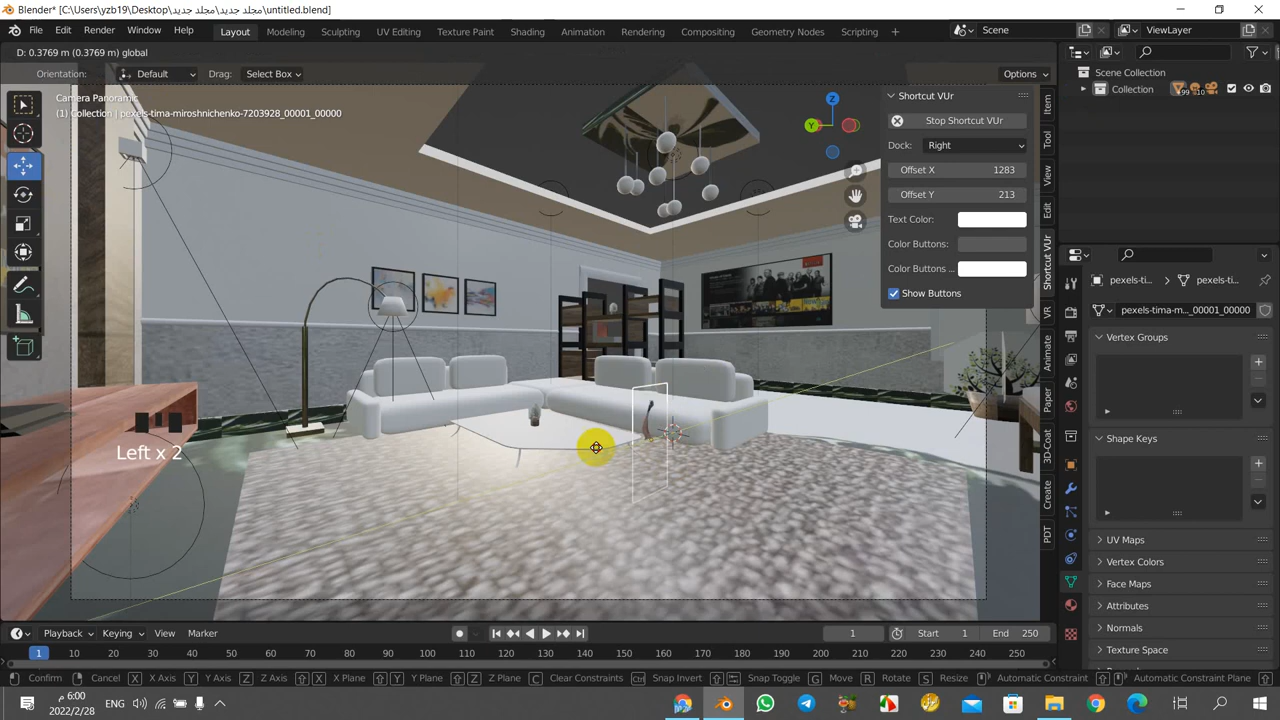 Blender* [C:\Users\yzb19\Desktop\مجلد جديد\مجلد جديد\untitled.blend]
File Edit Render Window Help Layout Modeling Sculpting UV Editing Texture Paint Shading Animation Rendering Compositing Geometry Nodes Scripting + Scene ViewLayer
D: 0.3769 m (0.3769 m) global
Orientation: Default Drag: Select Box Options
Camera Panoramic
(1) Collection | pexels-tima-miroshnichenko-7203928_00001_00000)
Z
Y
Shortcut VUr
Stop Shortcut VUr
Dock: Right
Offset X 1283
Offset Y 213
Text Color:
Color Buttons:
Color Buttons ...
Show Buttons
Item
Tool
View
Edit
Shortcut VUr
VR
Animate
Paper
3D-Coat
Create
PDT
Scene Collection
Collection
pexels-ti... pexels-ti...
pexels-tima-m..._00001_00000
Vertex Groups
Shape Keys
UV Maps
Vertex Colors
Face Maps
Attributes
Normals
Texture Space
Left x 2
Playback Keying View Marker 1 Start 1 End 250
1 10 20 30 40 50 60 70 80 90 100 110 120 130 140 150 160 170 180 190 200 210 220 230 240 250
Confirm Cancel X X Axis Y Y Axis Z Z Axis X X Plane Y Y Plane Z Z Plane C Clear Constraints Ctrl Snap Invert Snap Toggle G Move R Rotate S Resize Automatic Constraint Automatic Constraint Plane
6:00 م
2022/2/28
ENG